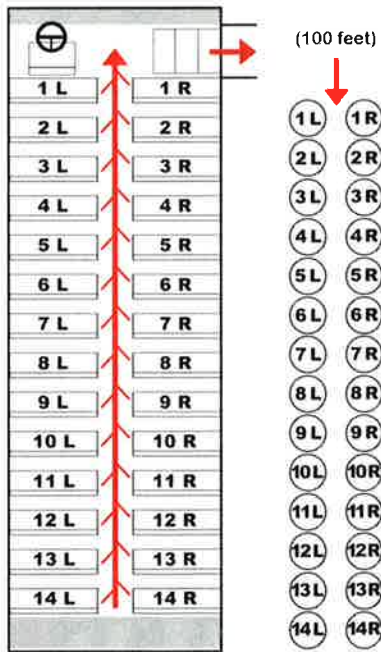 (100 feet)
1 L 1 R 1L 1R
2 L 2 R 2L 2R
3 L 3 R 3L 3R
4 L 4 R 4L 4R
5 L 5 R 5L 5R
6 L 6 R 6L 6R
7 L 7 R 7L 7R
8 L 8 R 8L 8R
9 L 9 R 9L 9R
10 L 10 R 10L 10R
11 L 11 R 11L 11R
12 L 12 R 12L 12R
13 L 13 R 13L 13R
14 L 14 R 14L 14R